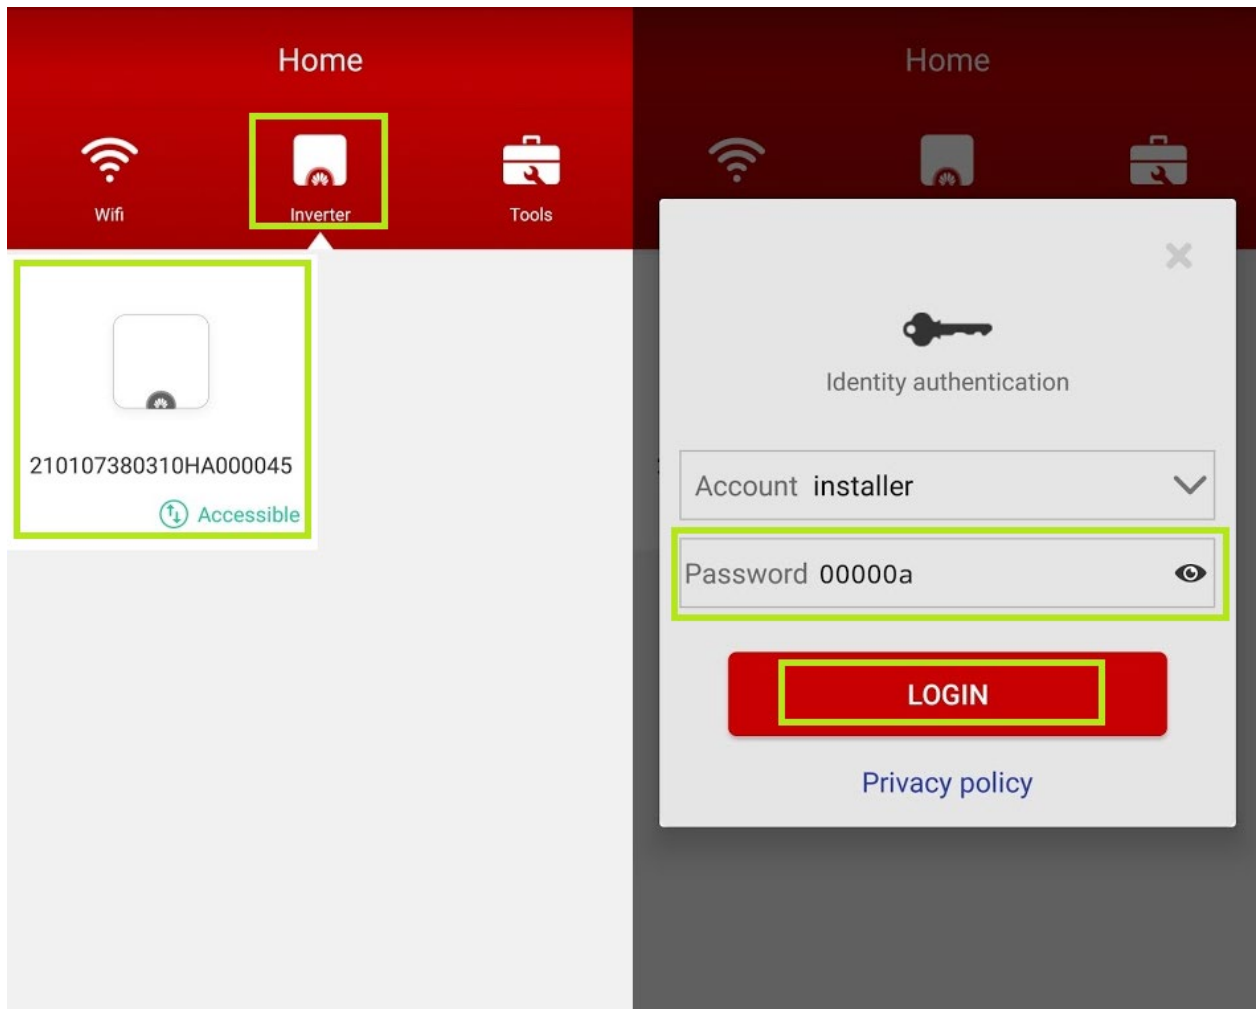 Home
Wifi
Inverter
Tools
210107380310HA000045
Accessible
Home
Identity authentication
Account installer
Password 00000a
LOGIN
Privacy policy